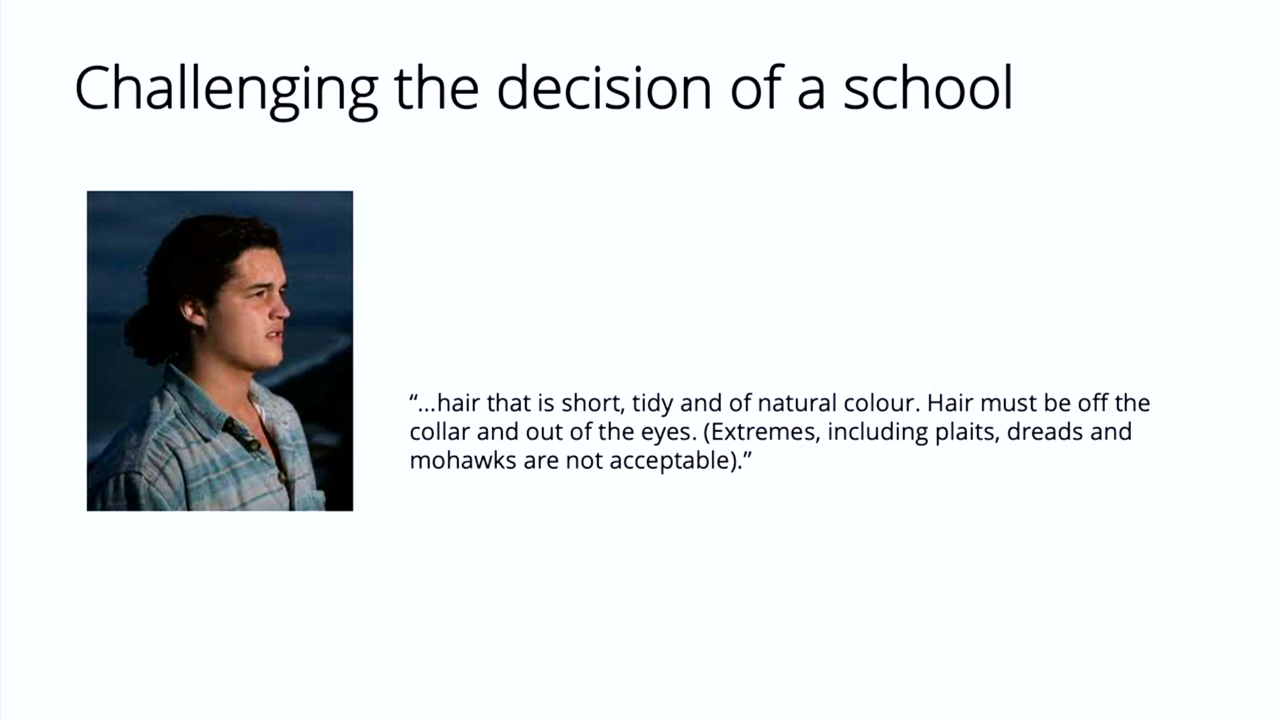 Challenging the decision of a school
“...hair that is short, tidy and of natural colour. Hair must be off the
collar and out of the eyes. (Extremes, including plaits, dreads and
mohawks are not acceptable).”